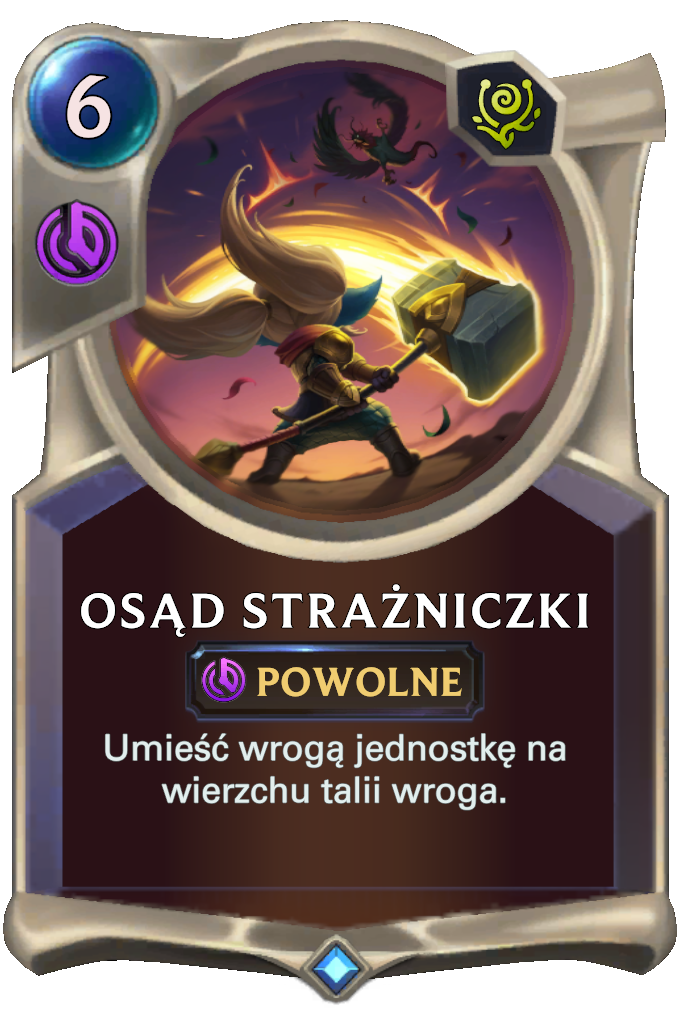 6
OSĄD STRAŻNICZKI
POWOLNE
Umieść wrogą jednostkę na
wierzchu talii wroga.